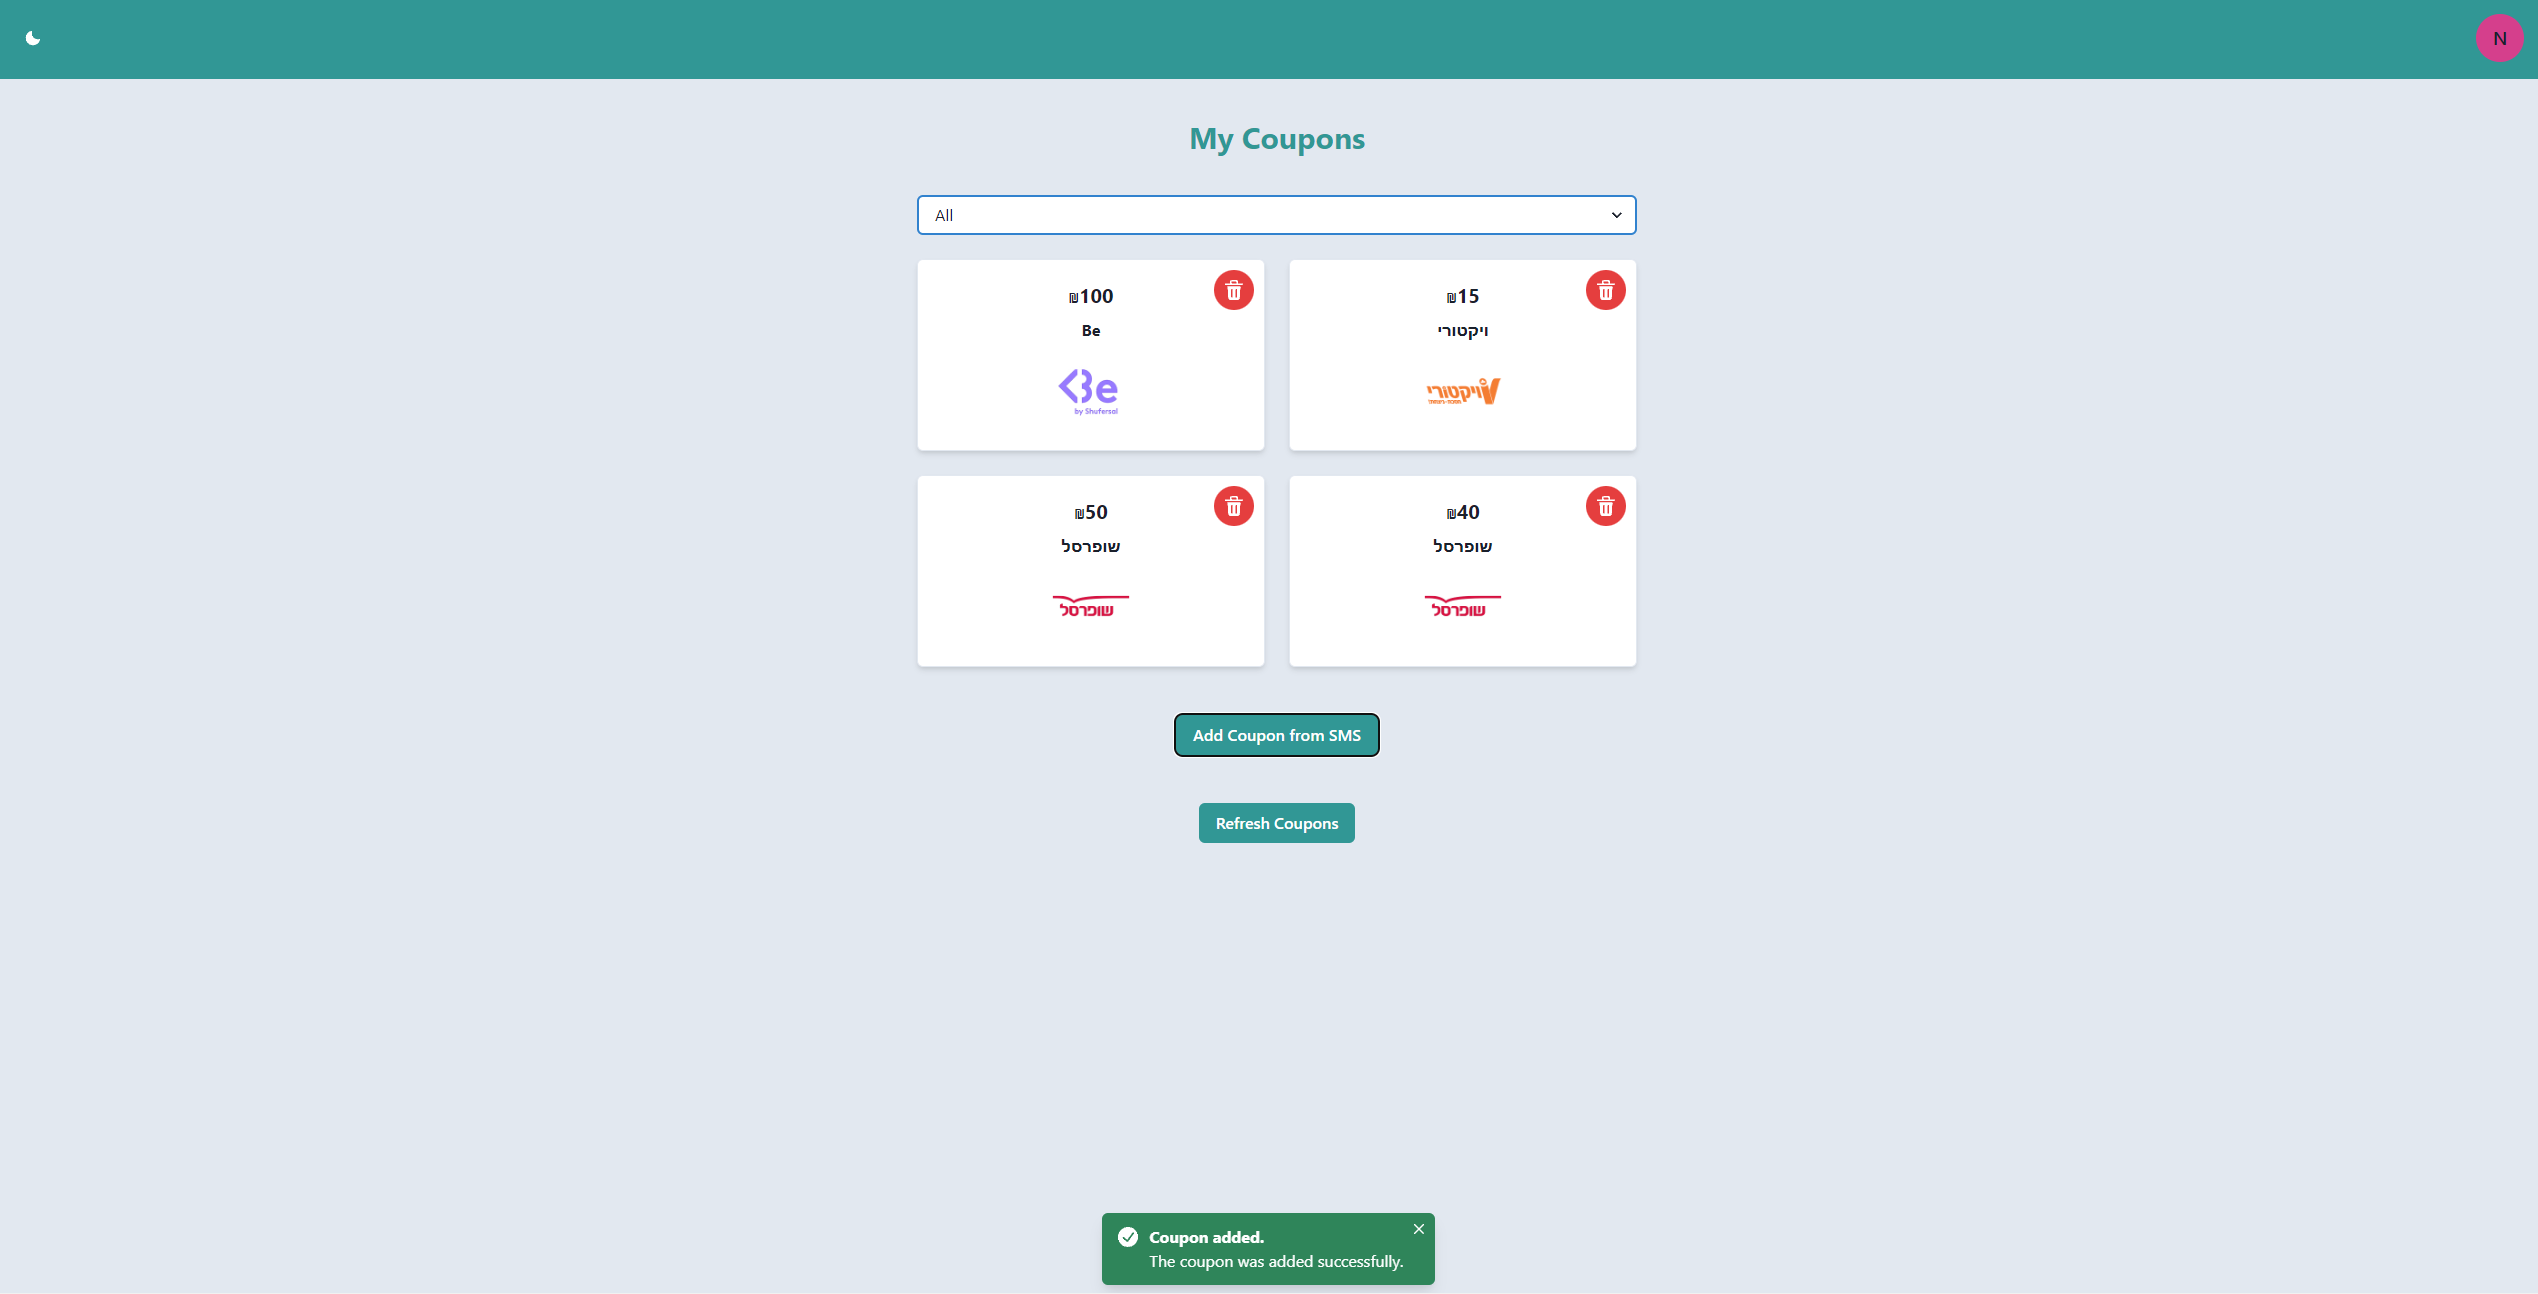 N
My Coupons
All
₪100
Be
Be
by Shufersal
₪15
ויקטורי
ויקטורי
₪50
שופרסל
שופרסל
₪40
שופרסל
שופרסל
Add Coupon from SMS
Refresh Coupons
Coupon added.
The coupon was added successfully.